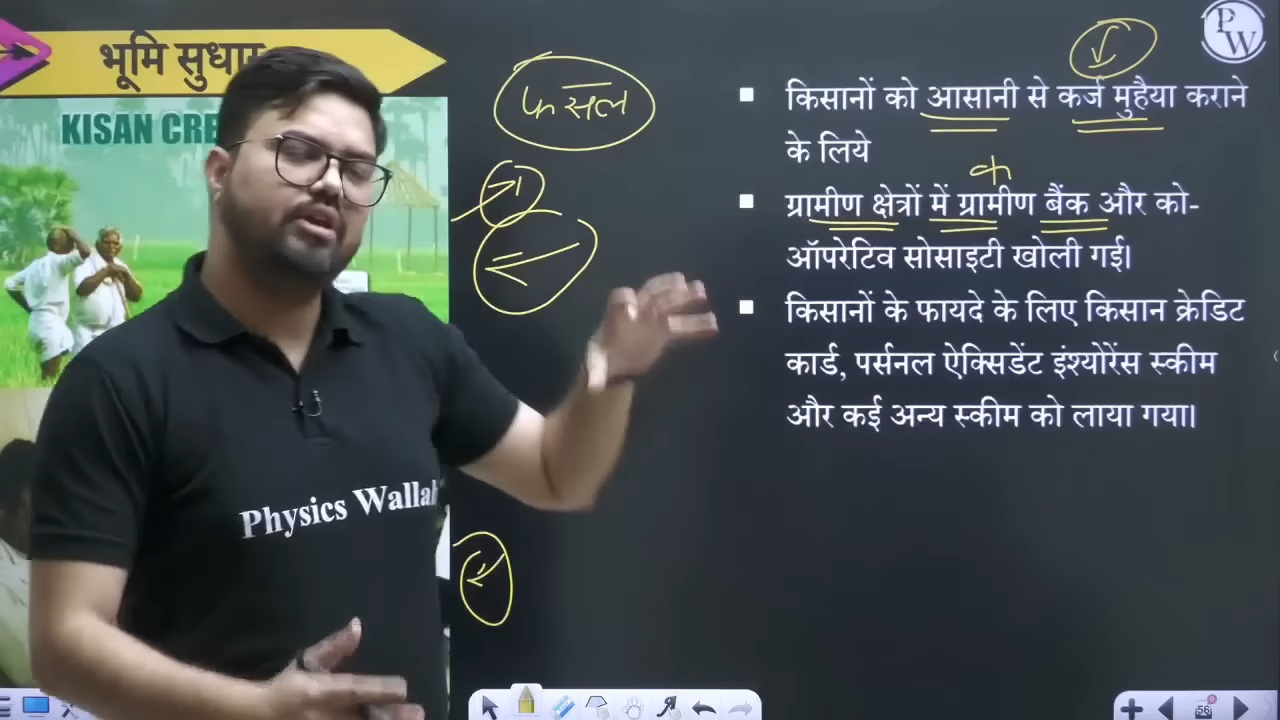 भूमि सुधार
KISAN CRE
फसल
PW
किसानों को आसानी से कर्ज मुहैया कराने
के लिये
क
ग्रामीण क्षेत्रों में ग्रामीण बैंक और को-
ऑपरेटिव सोसाइटी खोली गई।
किसानों के फायदे के लिए किसान क्रेडिट
कार्ड, पर्सनल ऐक्सिडेंट इंश्योरेंस स्कीम
और कई अन्य स्कीम को लाया गया।
Physics Wallah
56